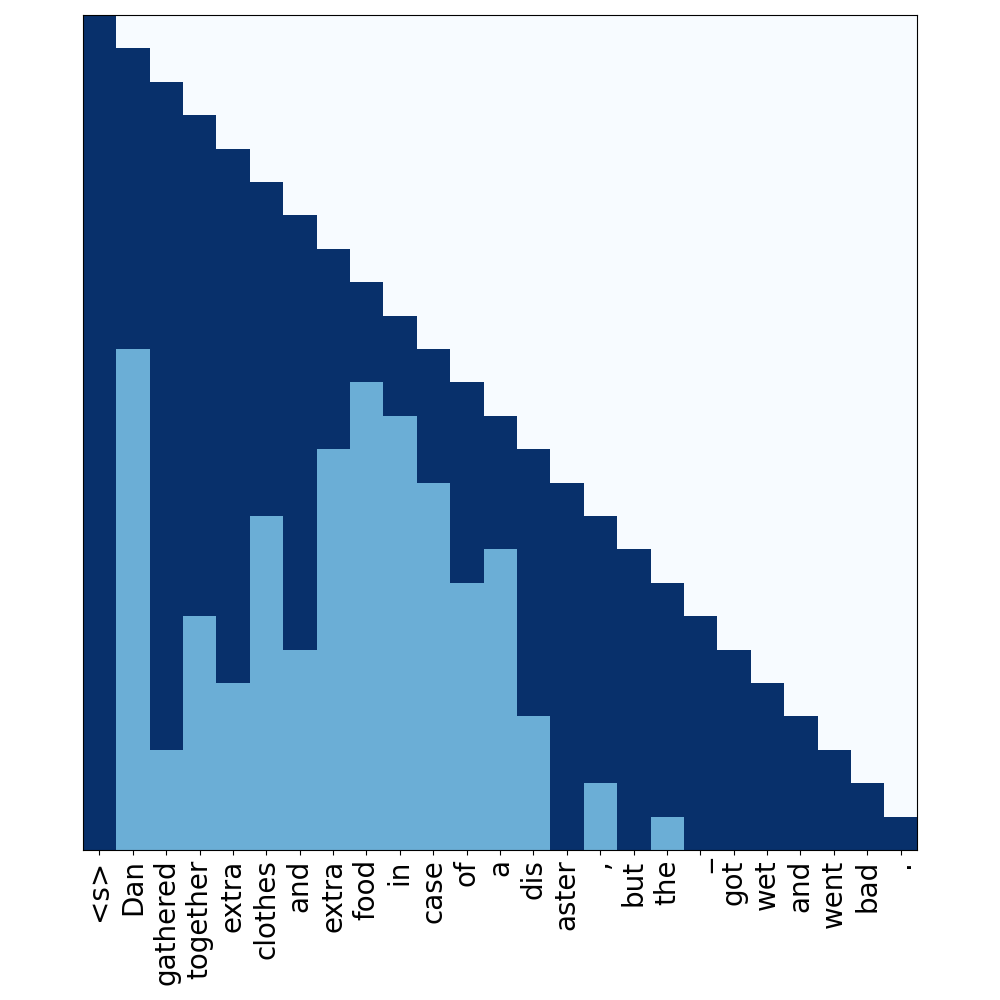 <s> Dan gathered together extra clothes and extra food in case of a dis aster , but the _ got wet and went bad .